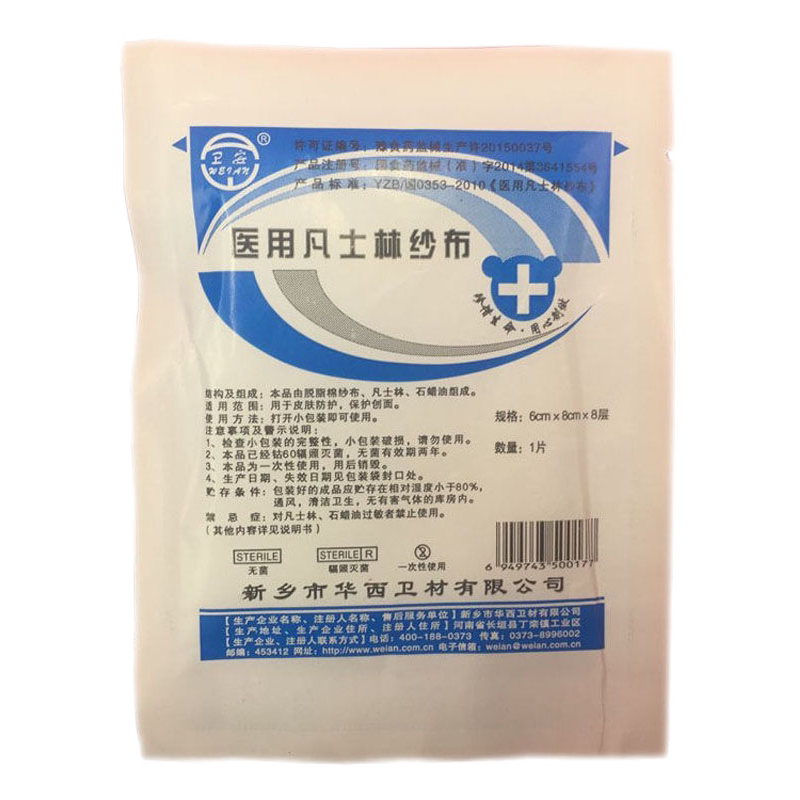 卫安
WEIAN
®
许可证编号：豫食药监械生产许20150037号
产品注册号：国食药监械（准）字2014第3641554号
产品标准：YZB/国0353-2010《医用凡士林纱布》
医用凡士林纱布
珍惜生命·用心制做
结构及组成：本品由脱脂棉纱布、凡士林、石蜡油组成。
适用范围：用于皮肤防护，保护创面。
使用方法：打开小包装即可使用。
注意事项及警示说明：
1、检查小包装的完整性，小包装破损，请勿使用。
2、本品已经钴60辐照灭菌，无菌有效期两年。
3、本品为一次性使用，用后销毁。
4、生产日期、失效日期见包装袋封口处。
贮存条件：包装好的成品应贮存在相对湿度小于80%，
通风，清洁卫生，无有害气体的库房内。
禁忌症：对凡士林、石蜡油过敏者禁止使用。
（其他内容详见说明书）
规格：6cm×8cm×8层
数量：1片
STERILE
无菌
STERILE R
辐照灭菌
2
一次性使用
6 949743 500177
新乡市华西卫材有限公司
【生产企业名称、注册人名称、售后服务单位】新乡市华西卫材有限公司
【生产地址、生产企业住所、注册人住所】河南省长垣县丁栾镇工业区
【生产企业、注册人联系方式】电话：400-188-0373 传真：0373-8996002
邮编：453412 网址：http://www.weian.cn 电子信箱：weian@weian.cn